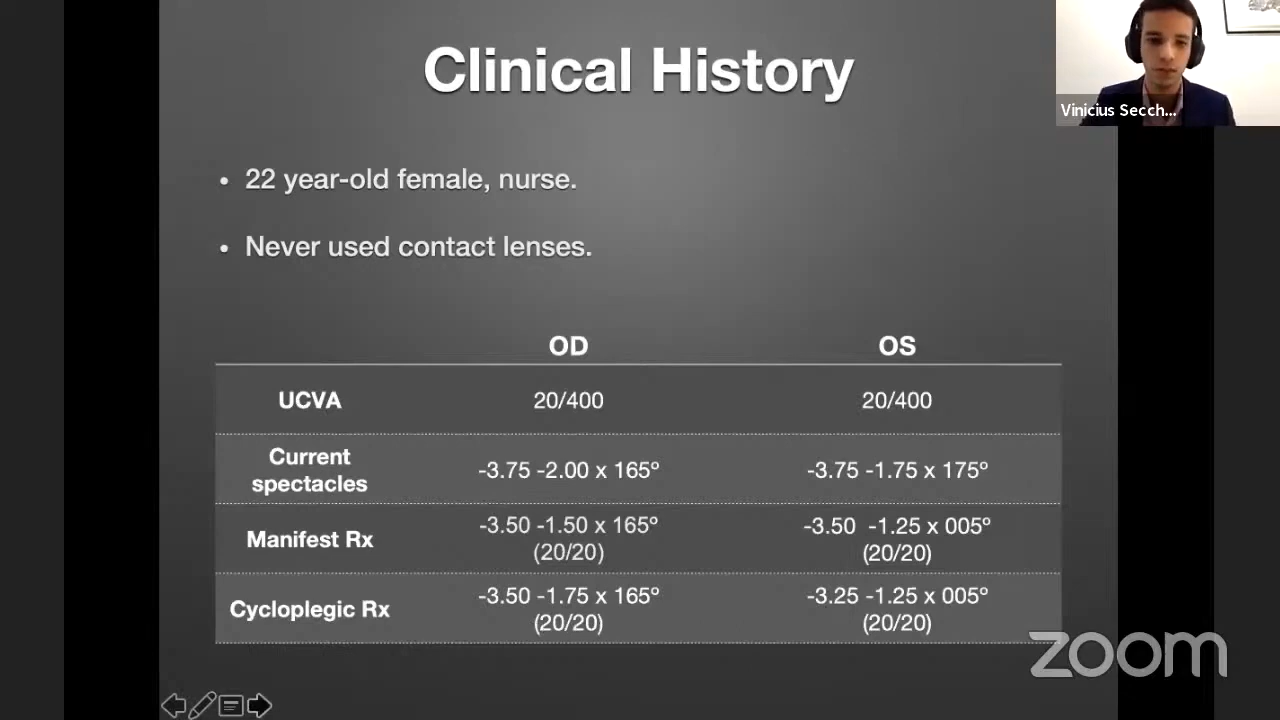 Clinical History
Vinicius Secch...
• 22 year-old female, nurse.
• Never used contact lenses.
OD OS
UCVA 20/400 20/400
Current spectacles -3.75 -2.00 x 165º -3.75 -1.75 x 175º
Manifest Rx -3.50 -1.50 x 165º (20/20) -3.50 -1.25 x 005º (20/20)
Cycloplegic Rx -3.50 -1.75 x 165º (20/20) -3.25 -1.25 x 005º (20/20)
zoom